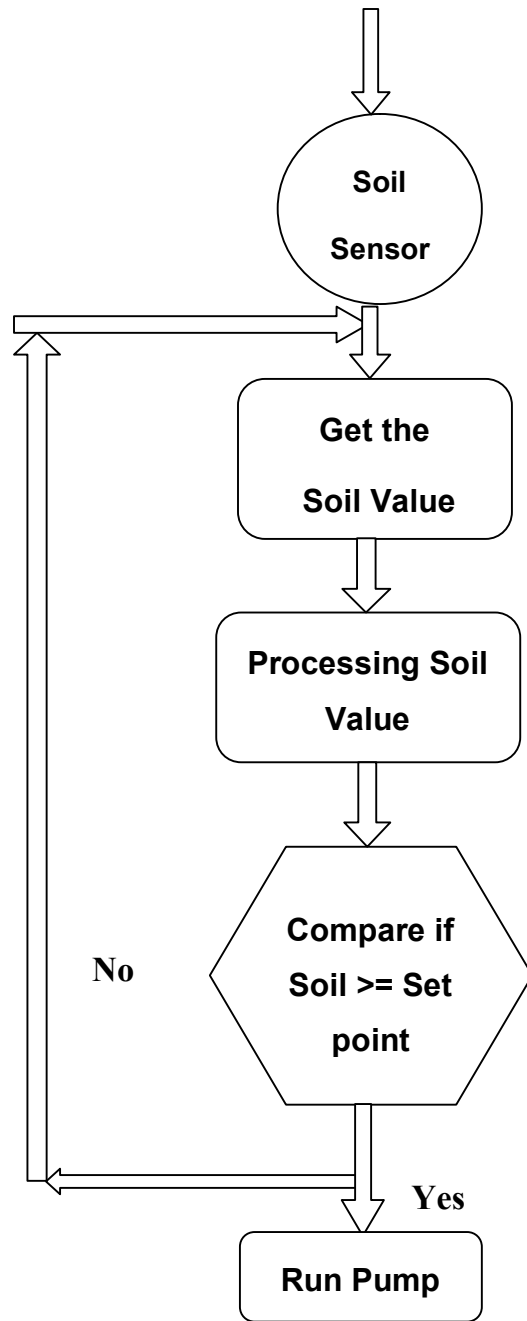 Soil
Sensor
Get the
Soil Value
Processing Soil
Value
Compare if
Soil >= Set
point
No
Yes
Run Pump